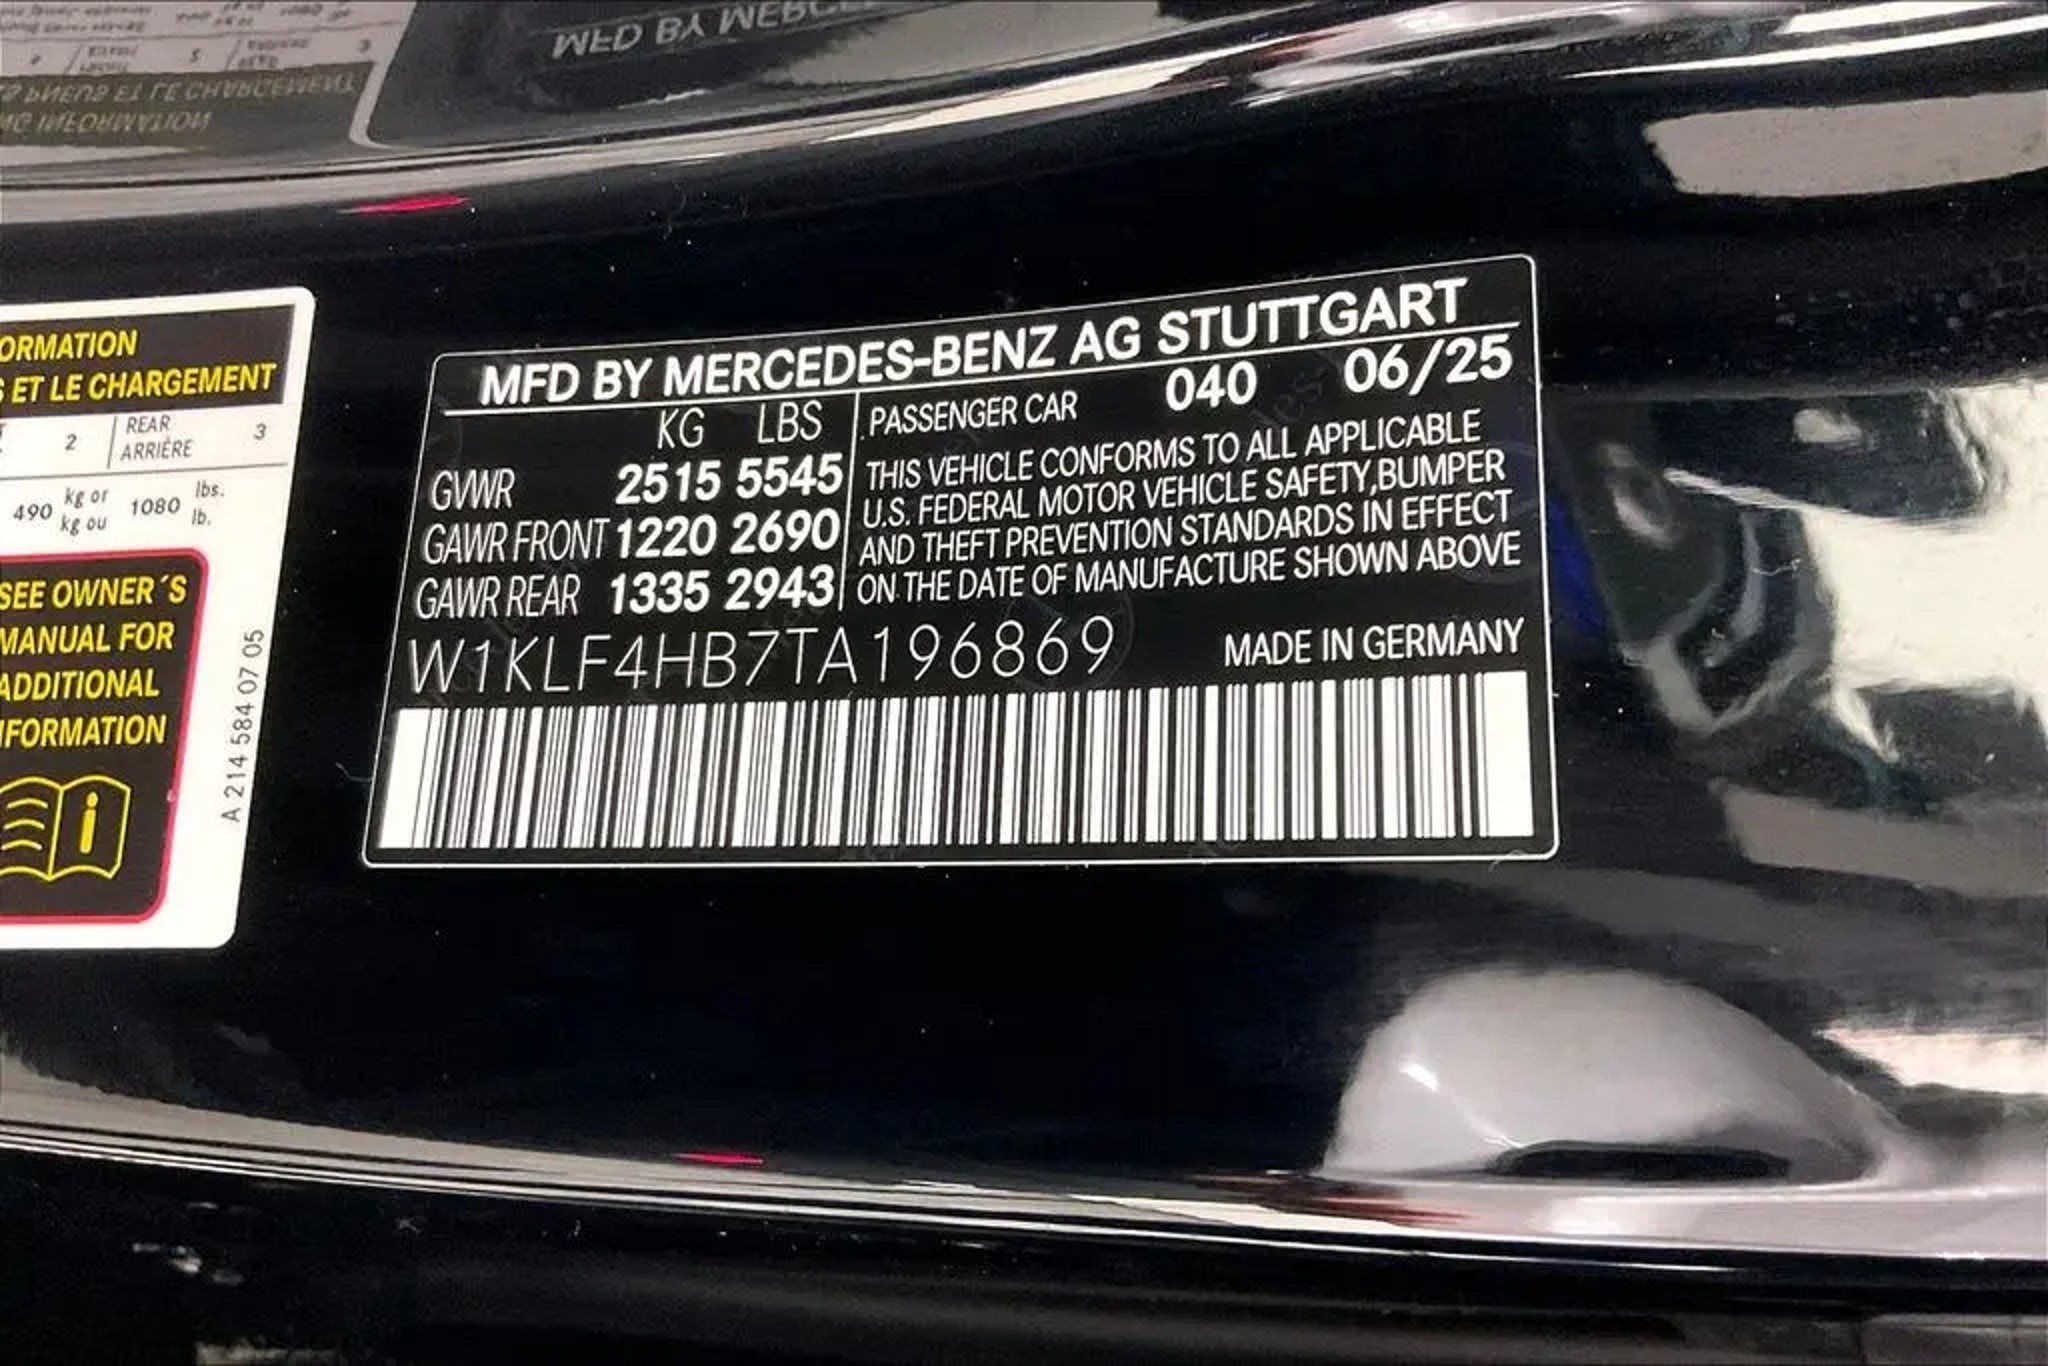 ORMATION
S ET LE CHARGEMENT
2 REAR ARRIÈRE 3
490 kg or kg ou 1080 lbs. lb.
SEE OWNER´S
MANUAL FOR
ADDITIONAL
NFORMATION
i
A 214 584 07 05
MFD BY MERCEDES-BENZ AG STUTTGART
KG LBS
GVWR 2515 5545
GAWR FRONT 1220 2690
GAWR REAR 1335 2943
PASSENGER CAR 040 06/25
THIS VEHICLE CONFORMS TO ALL APPLICABLE
U.S. FEDERAL MOTOR VEHICLE SAFETY,BUMPER
AND THEFT PREVENTION STANDARDS IN EFFECT
ON THE DATE OF MANUFACTURE SHOWN ABOVE
W1KLF4HB7TA196869 MADE IN GERMANY